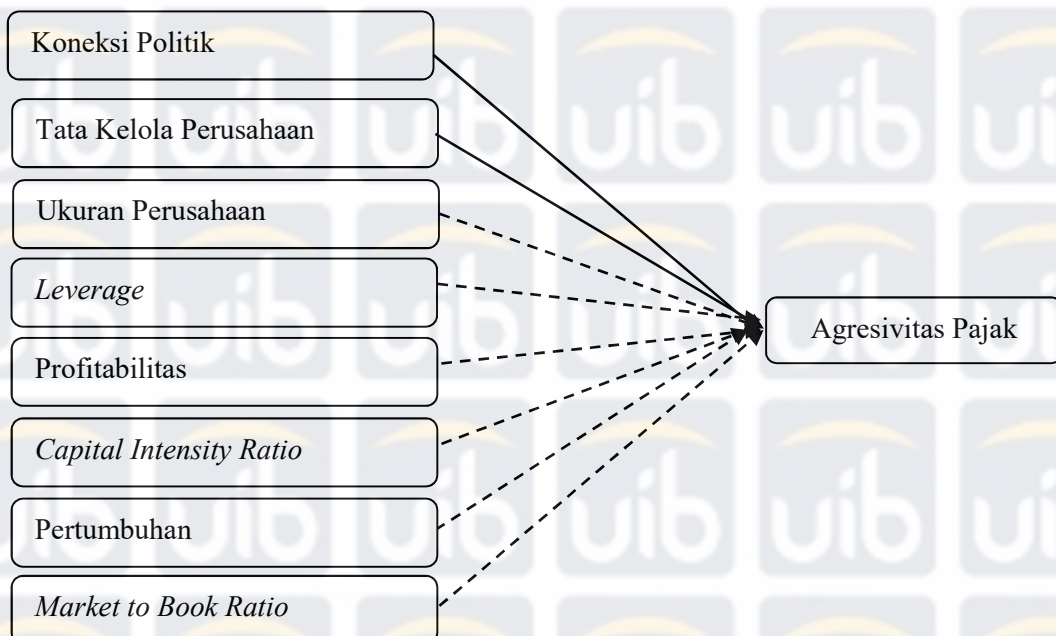 Koneksi Politik
Tata Kelola Perusahaan
Ukuran Perusahaan
Leverage
Agresivitas Pajak
Profitabilitas
Capital Intensity Ratio
Pertumbuhan
Market to Book Ratio
uib